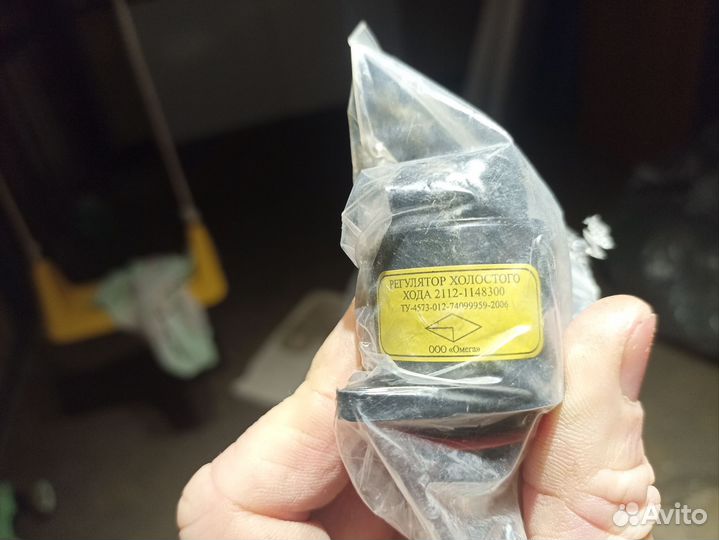 РЕГУЛЯТОР ХОЛОСТОГО
ХОДА 2112-1148300
ТУ-4573-012-74099959-2006
ООО «Омега»
Avito